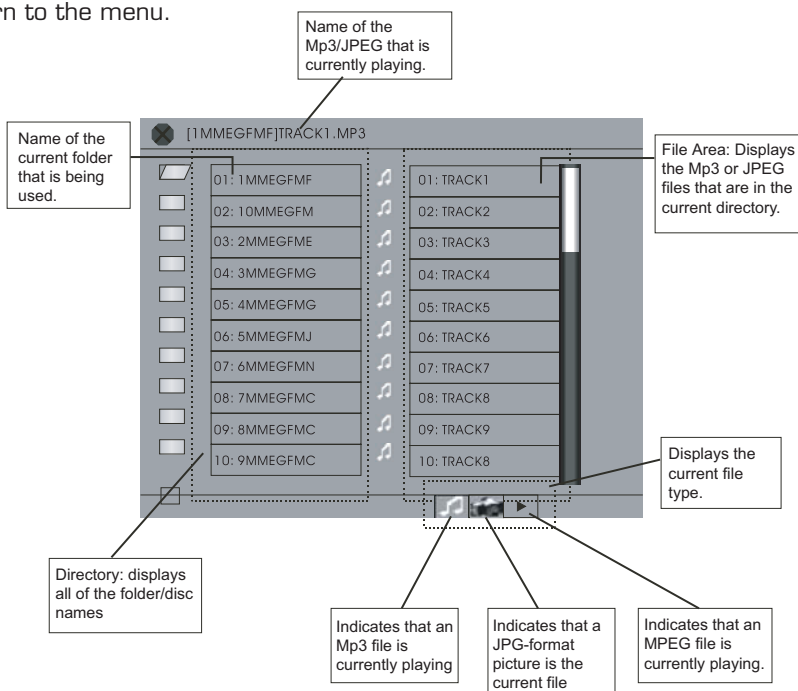 rn to the menu.
Name of the
Mp3/JPEG that is
currently playing.
Name of the
current folder
that is being
used.
[1MMEGFMF]TRACK1.MP3
File Area: Displays
the Mp3 or JPEG
files that are in the
current directory.
01: 1MMEGFMF
02: 10MMEGFM
03: 2MMEGFME
04: 3MMEGFMG
05: 4MMEGFMG
06: 5MMEGFMJ
07: 6MMEGFMN
08: 7MMEGFMC
09: 8MMEGFMC
10: 9MMEGFMC
01: TRACK1
02: TRACK2
03: TRACK3
04: TRACK4
05: TRACK5
06: TRACK6
07: TRACK7
08: TRACK8
09: TRACK9
10: TRACK8
Displays the
current file
type.
Directory: displays
all of the folder/disc
names
Indicates that an
Mp3 file is
currently playing
Indicates that a
JPG-format
picture is the
current file
Indicates that an
MPEG file is
currently playing.